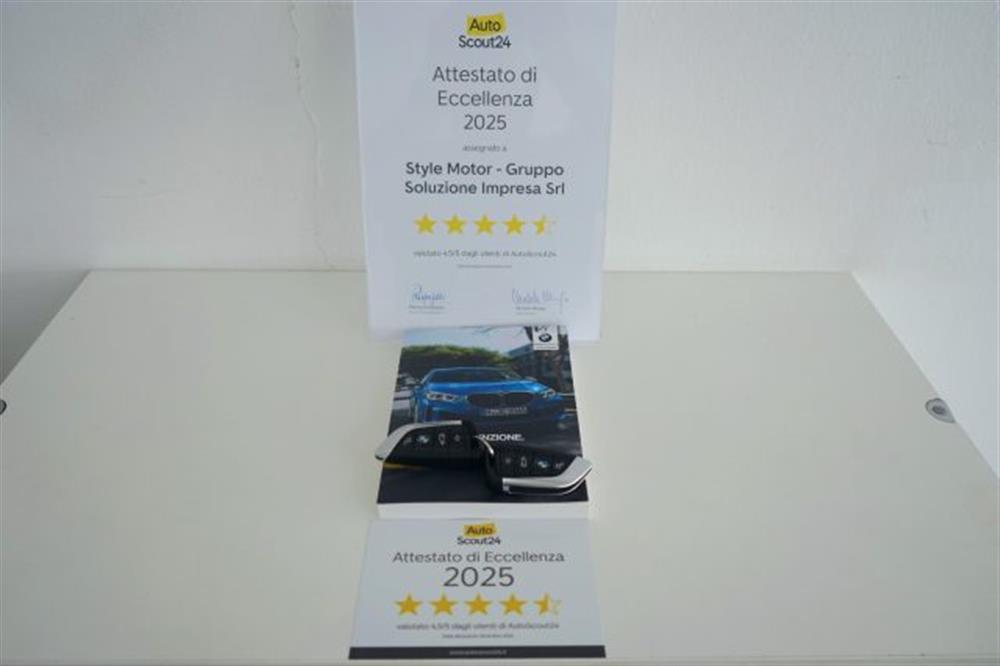 Auto
Scout24
Attestato di
Eccellenza
2025
assegnato a
Style Motor - Gruppo
Soluzione Impresa Srl
valutato 4,5/5 dagli utenti di AutoScout24
NZIONE.
Auto
Scout24
Attestato di Eccellenza
2025
valutato 4,5/5 dagli utenti di AutoScout24